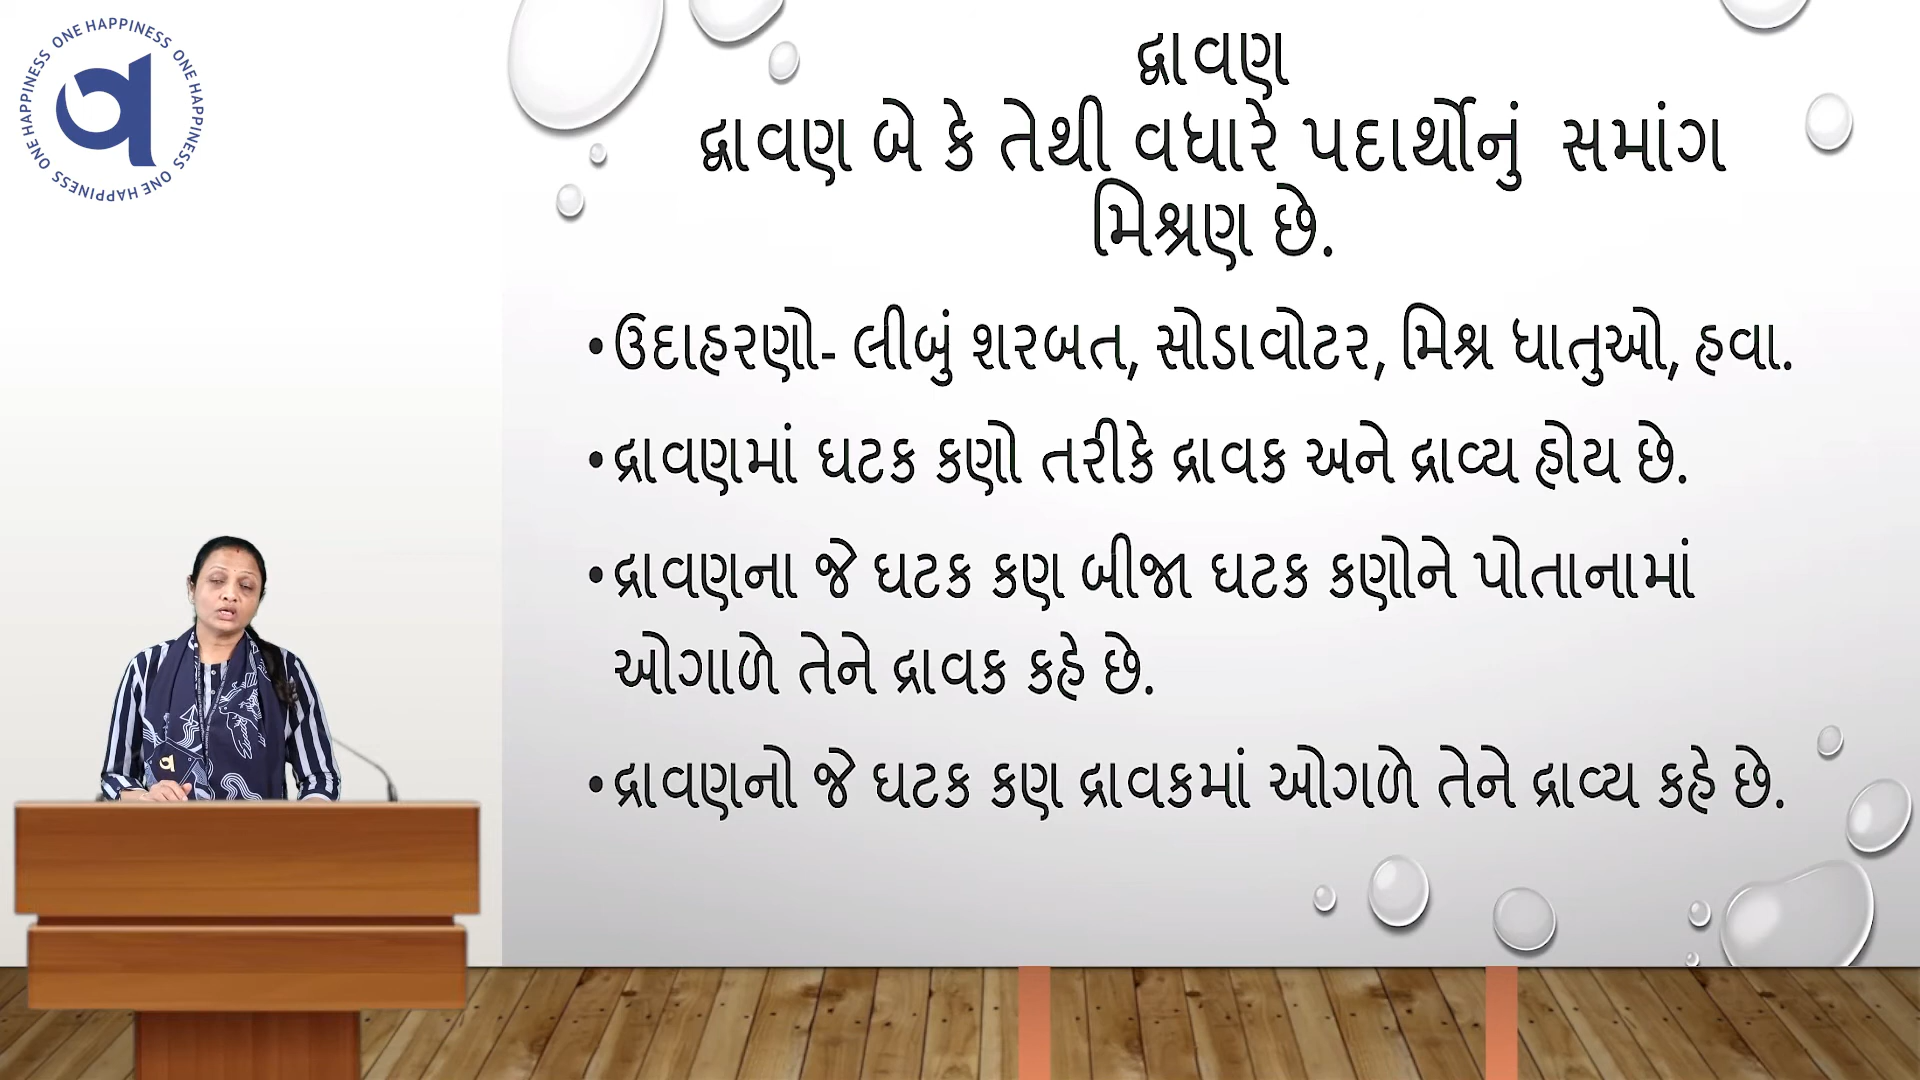 ONE HAPPINESS ONE HAPPINESS ONE HAPPINESS ONE HAPPINESS
દ્વાવણ
દ્વાવણ બે કે તેથી વધારે પદાર્થોનું સમાંગ
મિશ્રણ છે.
•ઉદાહરણો- લીબું શરબત, સોડાવોટર, મિશ્ર ધાતુઓ, હવા.
•દ્રાવણમાં ઘટક કણો તરીકે દ્રાવક અને દ્રાવ્ય હોય છે.
•દ્રાવણના જે ઘટક કણ બીજા ઘટક કણોને પોતાનામાં
ઓગાળે તેને દ્રાવક કહે છે.
•દ્રાવણનો જે ઘટક કણ દ્રાવકમાં ઓગળે તેને દ્રાવ્ય કહે છે.